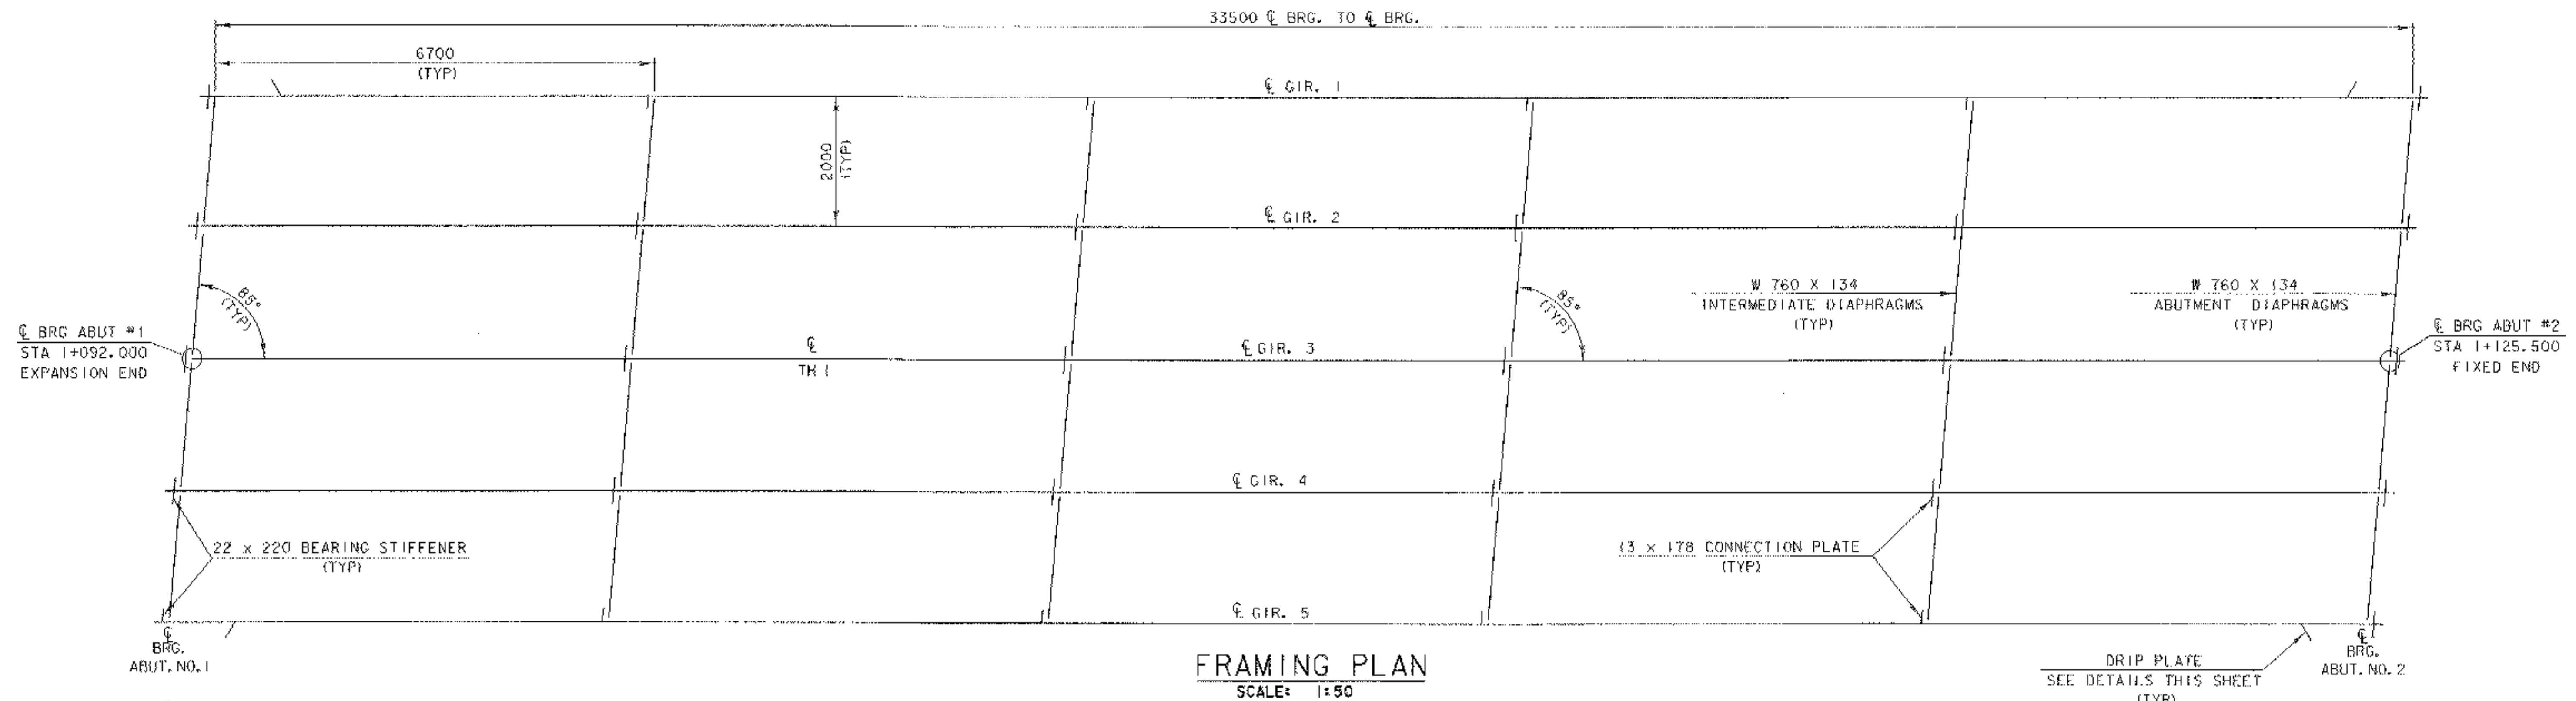 33500 ℄ BRG. TO ℄ BRG.
6700
(TYP)
℄ GIR. 1
2000
(TYP)
℄ GIR. 2
85°
(TYP)
85°
(TYP)
W 760 X 134
INTERMEDIATE DIAPHRAGMS
(TYP)
W 760 X 134
ABUTMENT DIAPHRAGMS
(TYP)
℄ BRG ABUT #1
STA 1+092.000
EXPANSION END
℄
TH 1
℄ GIR. 3
℄ BRG ABUT #2
STA 1+125.500
FIXED END
℄ GIR. 4
22 x 220 BEARING STIFFENER
(TYP)
13 x 178 CONNECTION PLATE
(TYP)
℄ GIR. 5
℄
BRG.
ABUT. NO. 1
℄
BRG.
ABUT. NO. 2
FRAMING PLAN
SCALE: 1:50
DRIP PLATE
SEE DETAILS THIS SHEET
(TYP)